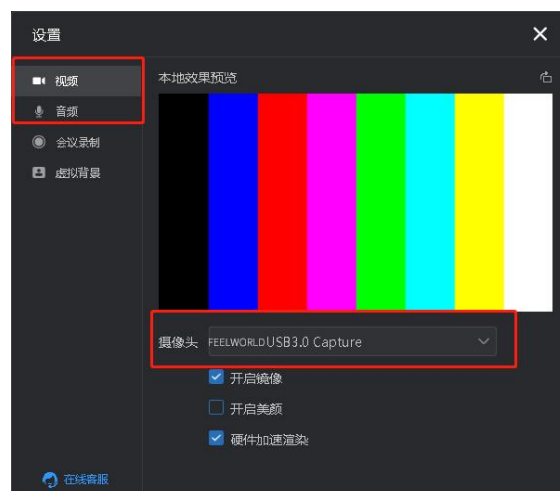 设置
视频
本地效果预览
音频
会议录制
虚拟背景
摄像头 FEELWORLD USB3.0 Capture
开启镜像
开启美颜
硬件加速渲染
在线客服